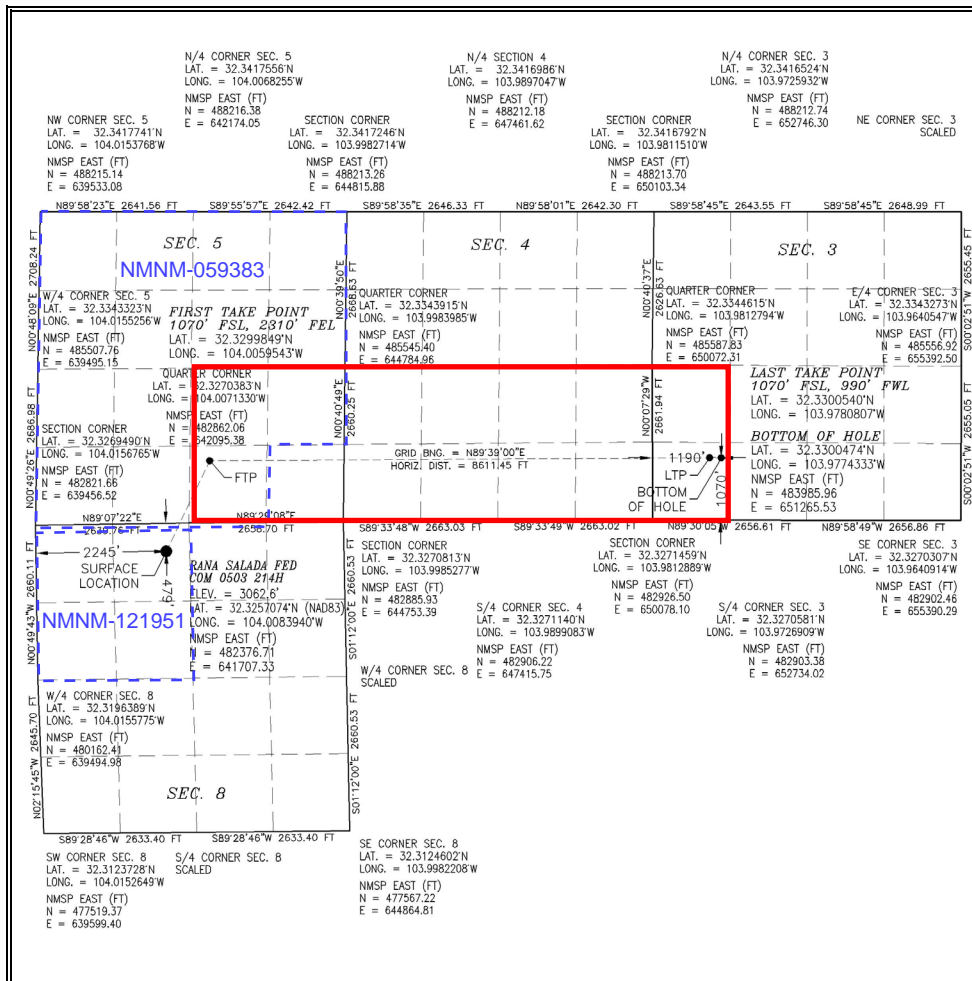 N/4 CORNER SEC. 5
LAT. = 32.3417556'N
LONG. = 104.0068255'W
NMSP EAST (FT)
N = 488216.38
E = 642174.05
N/4 SECTION 4
LAT. = 32.3416986'N
LONG. = 103.9897047'W
NMSP EAST (FT)
N = 488212.18
E = 647461.62
N/4 CORNER SEC. 3
LAT. = 32.3416524'N
LONG. = 103.9725932'W
NMSP EAST (FT)
N = 488212.74
E = 652746.30
NW CORNER SEC. 5
LAT. = 32.3417741'N
LONG. = 104.0153768'W
NMSP EAST (FT)
N = 488215.14
E = 639533.08
SECTION CORNER
LAT. = 32.3417246'N
LONG. = 103.9982714'W
NMSP EAST (FT)
N = 488213.26
E = 644815.88
SECTION CORNER
LAT. = 32.3416792'N
LONG. = 103.9811510'W
NMSP EAST (FT)
N = 488213.70
E = 650103.34
NE CORNER SEC. 3
SCALED
N89'58'23"E 2641.56 FT
S89'55'57"E 2642.42 FT
S89'58'35"E 2646.33 FT
N89'58'01"E 2642.30 FT
S89'58'45"E 2643.55 FT
S89'58'45"E 2648.99 FT
SEC. 5
SEC. 4
SEC. 3
NMNM-059383
N00'48'09"E 2708.24 FT
N00'39'50"E
2668.63 FT
N00'40'37"E
2626.63 FT
S00'02'51"W 2655.45 FT
W/4 CORNER SEC. 5
LAT. = 32.3343323'N
LONG. = 104.0155256'W
NMSP EAST (FT)
N = 485507.76
E = 639495.15
FIRST TAKE POINT
1070' FSL, 2310' FEL
LAT. = 32.3299849'N
LONG. = 104.0059543'W
QUARTER CORNER
LAT. = 32.3343915'N
LONG. = 103.9983985'W
NMSP EAST (FT)
N = 485545.40
E = 644784.96
QUARTER CORNER
LAT. = 32.3344615'N
LONG. = 103.9812794'W
NMSP EAST (FT)
N = 485587.83
E = 650072.31
E/4 CORNER SEC. 3
LAT. = 32.3343273'N
LONG. = 103.9640547'W
NMSP EAST (FT)
N = 485556.92
E = 655392.50
QUARTER CORNER
LAT. = 32.3270383'N
LONG. = 104.0071330'W
NMSP EAST (FT)
N = 482862.06
E = 642095.38
LAST TAKE POINT
1070' FSL, 990' FWL
LAT. = 32.3300540'N
LONG. = 103.9780807'W
BOTTOM OF HOLE
LAT. = 32.3300474'N
LONG. = 103.9774333'W
NMSP EAST (FT)
N = 483985.96
E = 651265.53
N00'49'26"E 2686.98 FT
N00'40'49"E
2660.25 FT
N00'07'29"W
2661.94 FT
S00'02'51"W 2655.05 FT
SECTION CORNER
LAT. = 32.3269490'N
LONG. = 104.0156765'W
NMSP EAST (FT)
N = 482821.66
E = 639456.52
FTP
GRID BNG. = N89'39'00"E
HORIZ. DIST. = 8611.45 FT
1190'
LTP
BOTTOM
OF HOLE
1070'
N89'07'22"E
2639.76 FT
N89'29'08"E
2658.70 FT
S89'33'48"W 2663.03 FT
S89'33'49"W 2663.02 FT
N89'30'05"W 2656.61 FT
N89'58'49"W 2656.86 FT
2245'
SURFACE
LOCATION
479'
NMNM-121951
RANA SALADA FED
COM 0503 214H
ELEV. = 3062.6'
LAT. = 32.3257074'N (NAD83)
LONG. = 104.0083940'W
NMSP EAST (FT)
N = 482376.71
E = 641707.33
SECTION CORNER
LAT. = 32.3270813'N
LONG. = 103.9985277'W
NMSP EAST (FT)
N = 482885.93
E = 644753.39
SECTION CORNER
LAT. = 32.3271459'N
LONG. = 103.9812889'W
NMSP EAST (FT)
N = 482926.50
E = 650078.10
SE CORNER SEC. 3
LAT. = 32.3270307'N
LONG. = 103.9640914'W
NMSP EAST (FT)
N = 482902.46
E = 655390.29
S/4 CORNER SEC. 4
LAT. = 32.3271140'N
LONG. = 103.9899083'W
NMSP EAST (FT)
N = 482906.22
E = 647415.75
S/4 CORNER SEC. 3
LAT. = 32.3270581'N
LONG. = 103.9726909'W
NMSP EAST (FT)
N = 482903.38
E = 652734.02
N00'49'43"W 2660.11 FT
S01'12'00"E 2660.53 FT
W/4 CORNER SEC. 8
SCALED
W/4 CORNER SEC. 8
LAT. = 32.3196389'N
LONG. = 104.0155775'W
NMSP EAST (FT)
N = 480162.41
E = 639494.98
N02'15'45"W 2645.70 FT
S01'12'00"E 2660.53 FT
SEC. 8
S89'28'46"W 2633.40 FT
S89'28'46"W 2633.40 FT
SW CORNER SEC. 8
LAT. = 32.3123728'N
LONG. = 104.0152649'W
NMSP EAST (FT)
N = 477519.37
E = 639599.40
S/4 CORNER SEC. 8
SCALED
SE CORNER SEC. 8
LAT. = 32.3124602'N
LONG. = 103.9982208'W
NMSP EAST (FT)
N = 477567.22
E = 644864.81